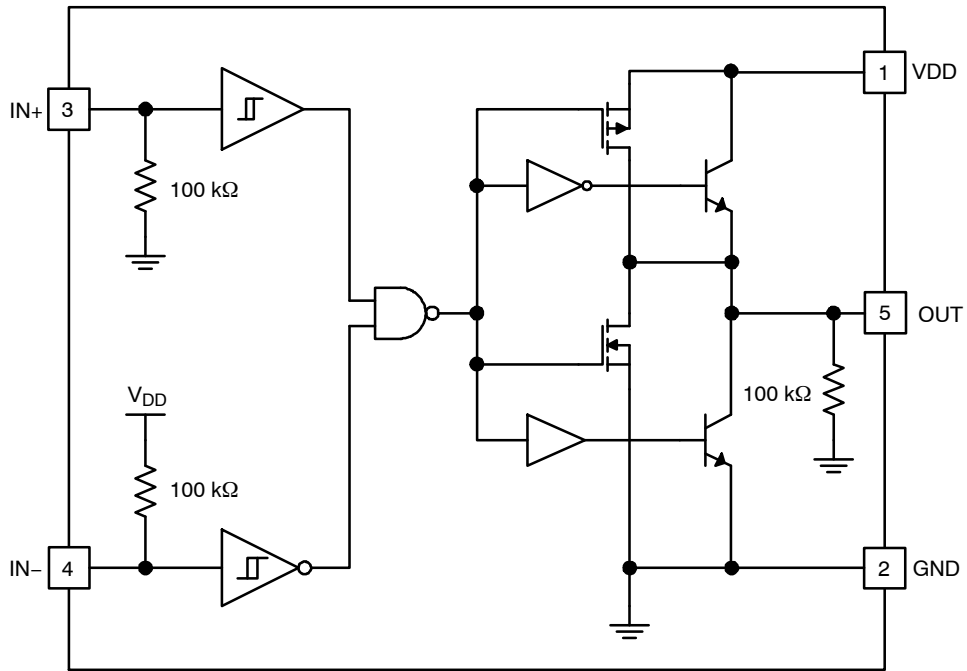 IN+ 3
100 kΩ
1 VDD
5 OUT
100 kΩ
VDD
100 kΩ
IN− 4
2 GND